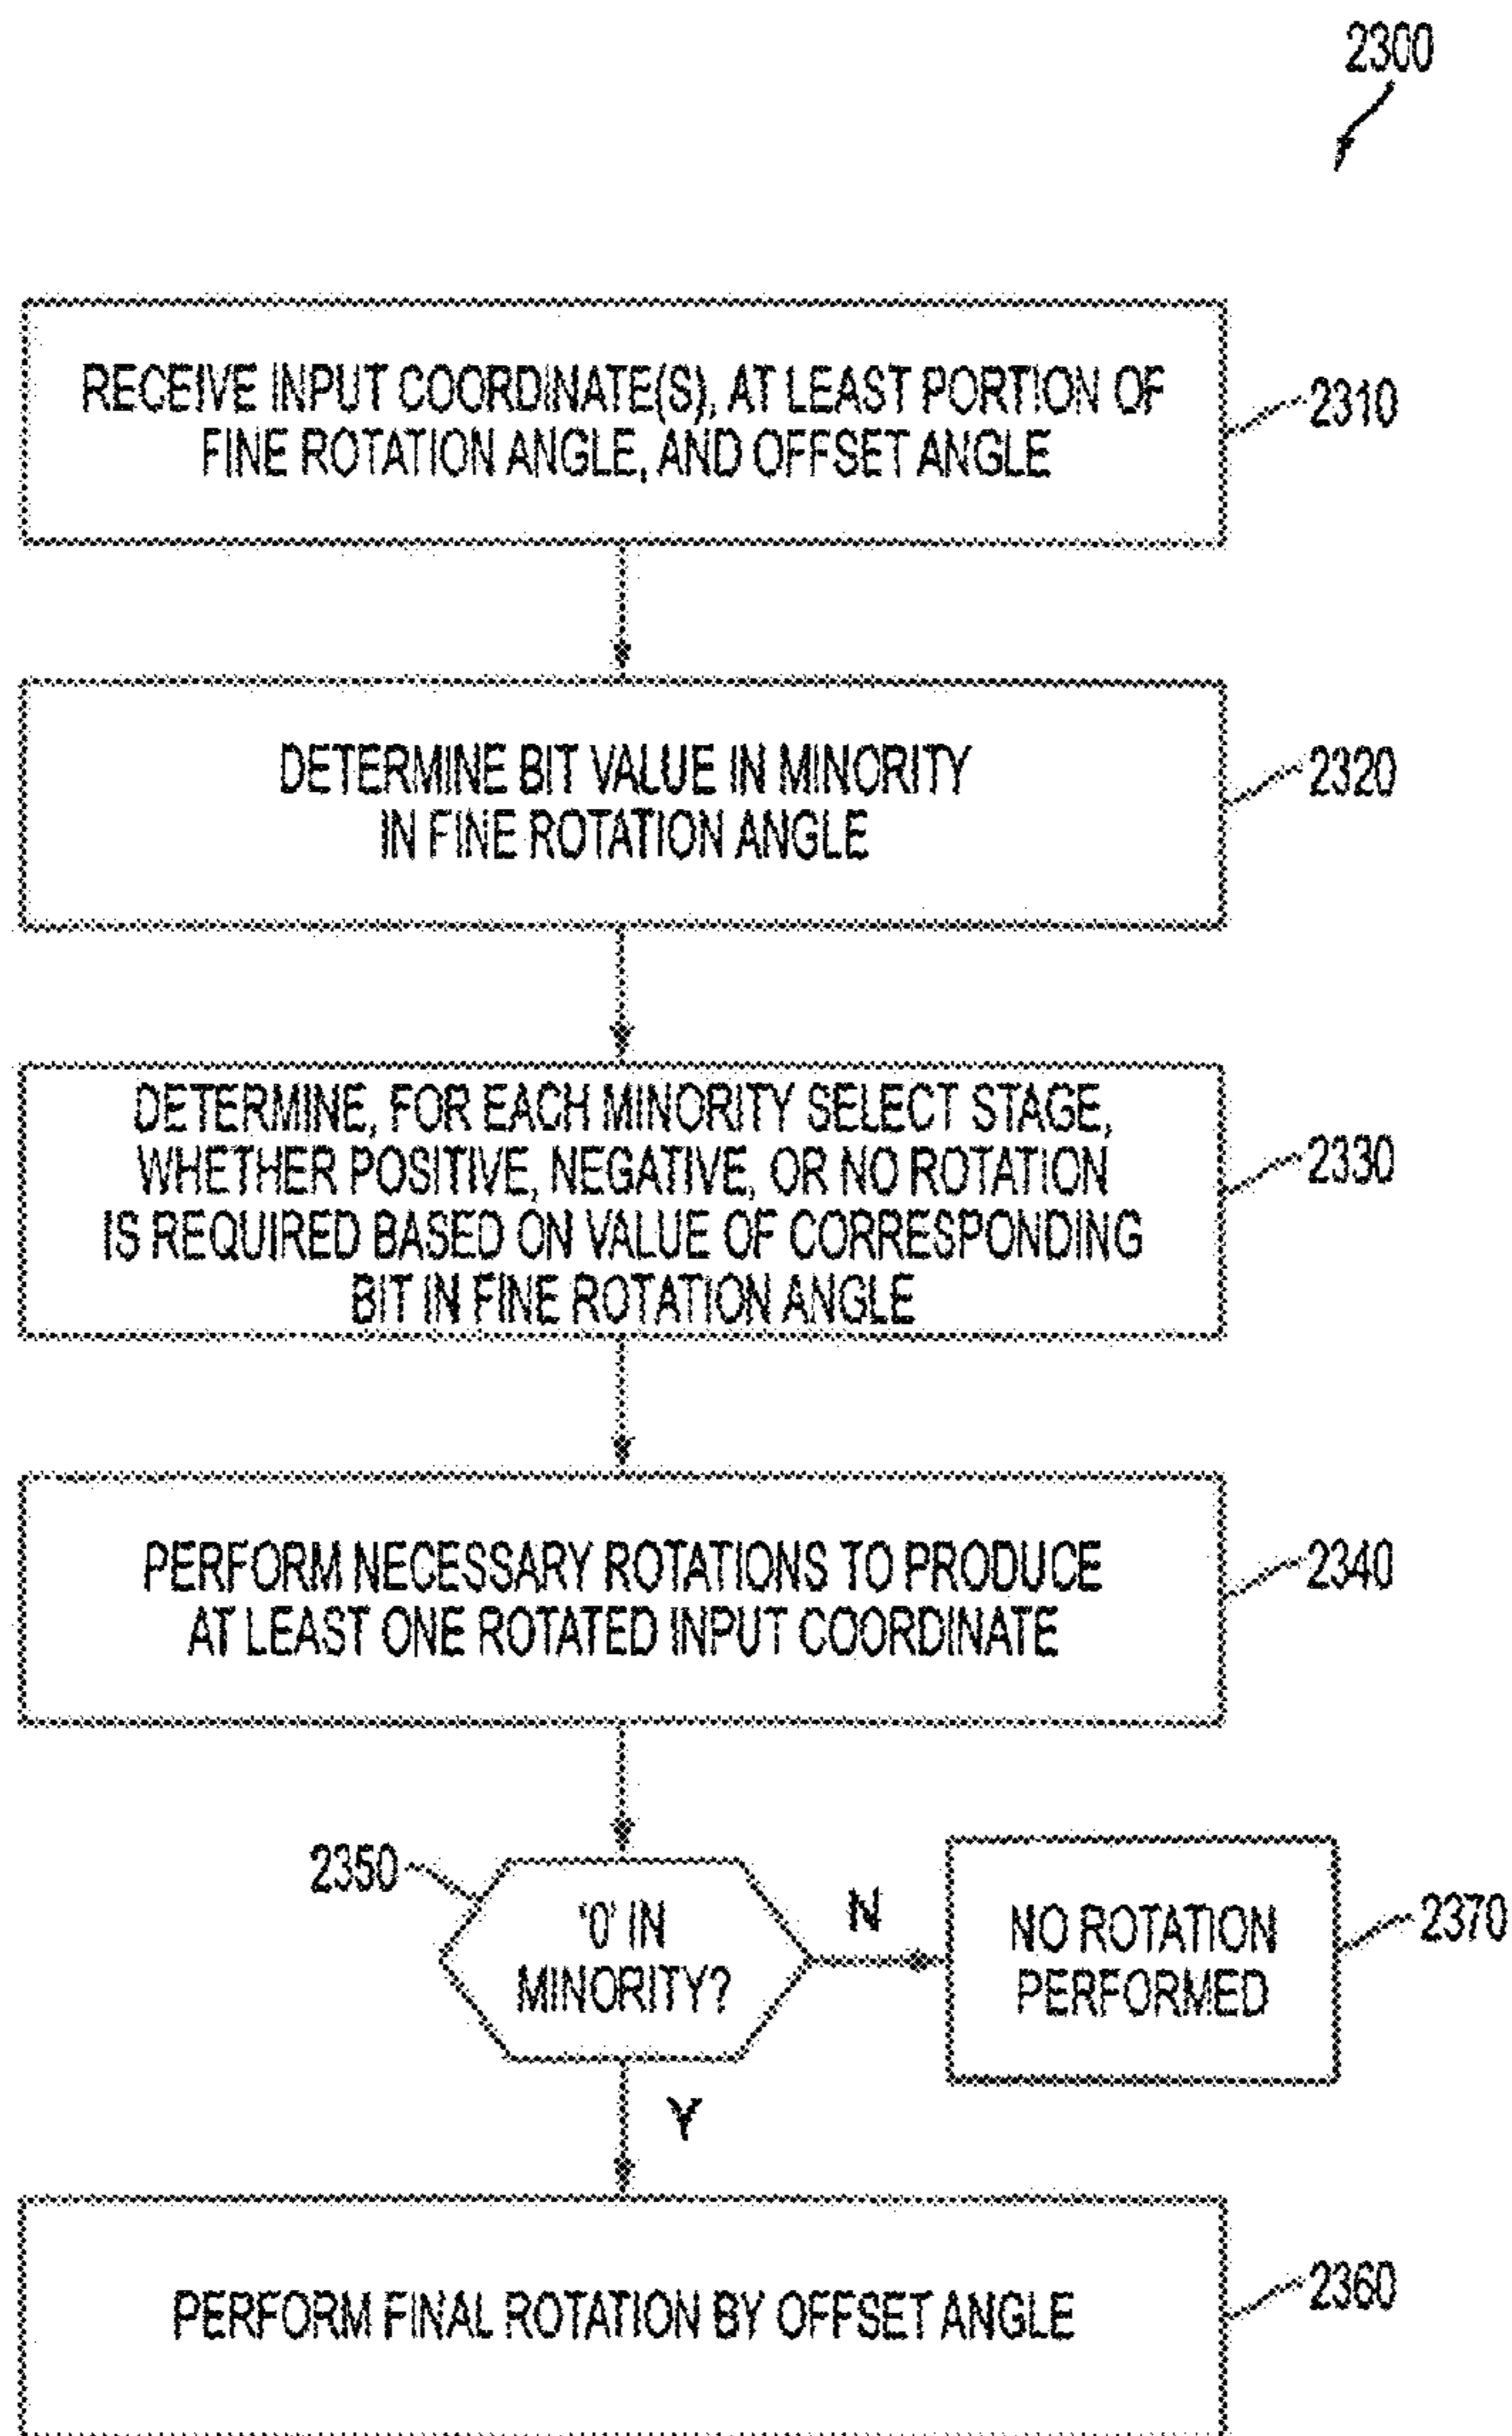 2300
RECEIVE INPUT COORDINATE(S), AT LEAST PORTION OF
FINE ROTATION ANGLE, AND OFFSET ANGLE
2310
DETERMINE BIT VALUE IN MINORITY
IN FINE ROTATION ANGLE
2320
DETERMINE, FOR EACH MINORITY SELECT STAGE,
WHETHER POSITIVE, NEGATIVE, OR NO ROTATION
IS REQUIRED BASED ON VALUE OF CORRESPONDING
BIT IN FINE ROTATION ANGLE
2330
PERFORM NECESSARY ROTATIONS TO PRODUCE
AT LEAST ONE ROTATED INPUT COORDINATE
2340
2350
'0' IN
MINORITY?
N
NO ROTATION
PERFORMED
2370
Y
PERFORM FINAL ROTATION BY OFFSET ANGLE
2360